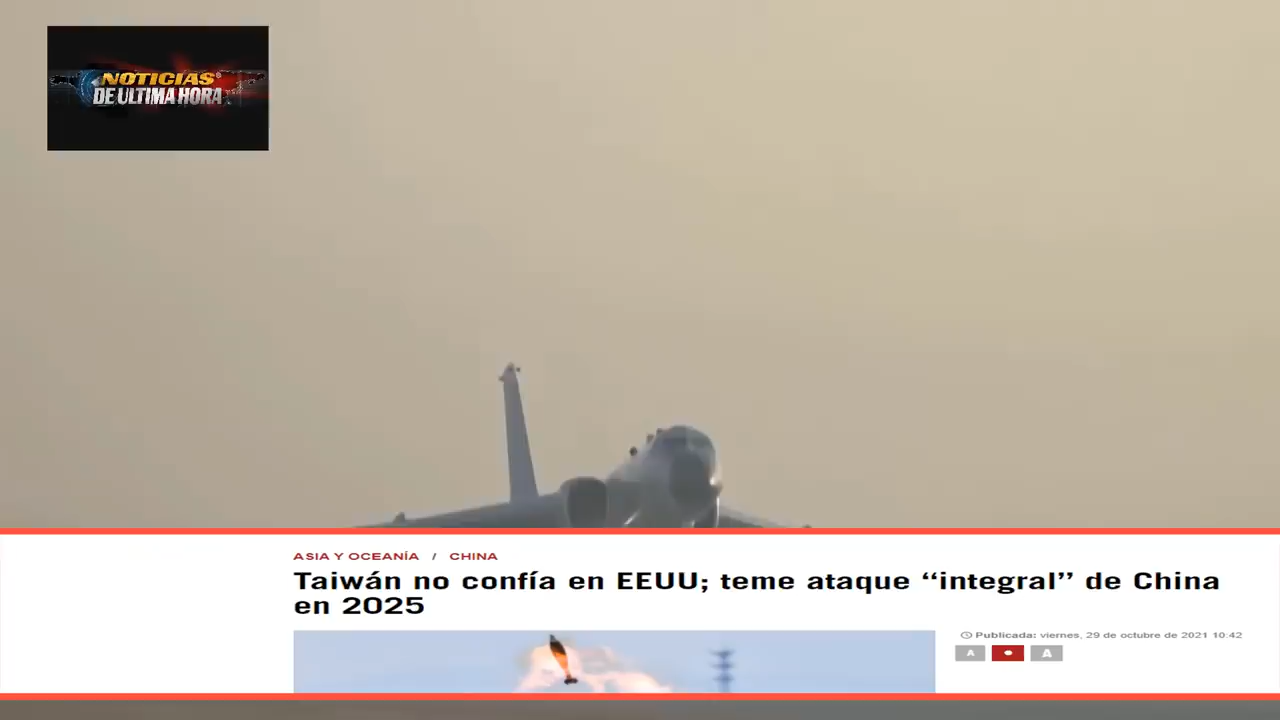 NOTICIAS
DE ULTIMA HORA
ASIA Y OCEANÍA / CHINA
Taiwán no confía en EEUU; teme ataque “integral” de China
en 2025
Publicada: viernes, 29 de octubre de 2021 10:42
A A